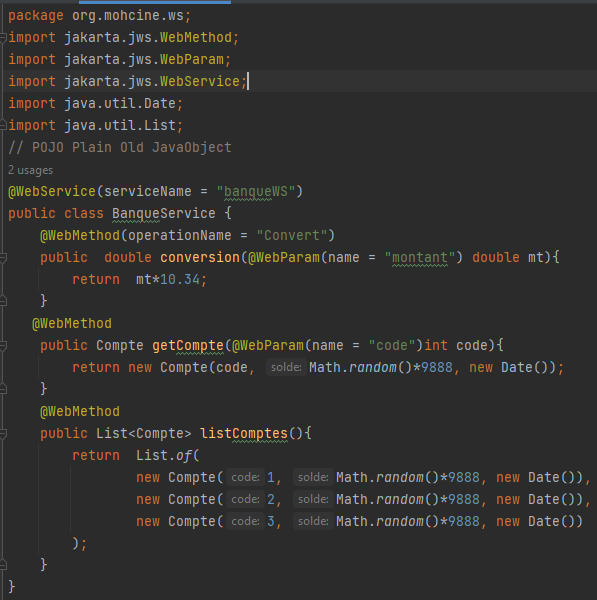 package org.mohcine.ws;
import jakarta.jws.WebMethod;
import jakarta.jws.WebParam;
import jakarta.jws.WebService;
import java.util.Date;
import java.util.List;
// POJO Plain Old JavaObject
2 usages
@WebService(serviceName = "banqueWS")
public class BanqueService {
    @WebMethod(operationName = "Convert")
    public  double conversion(@WebParam(name = "montant") double mt){
        return  mt*10.34;
    }
   @WebMethod
    public Compte getCompte(@WebParam(name = "code")int code){
        return new Compte(code, solde: Math.random()*9888, new Date());
    }
    @WebMethod
    public List<Compte> listComptes(){
        return  List.of(
                new Compte( code: 1, solde: Math.random()*9888, new Date()),
                new Compte( code: 2, solde: Math.random()*9888, new Date()),
                new Compte( code: 3, solde: Math.random()*9888, new Date())
        );
    }
}